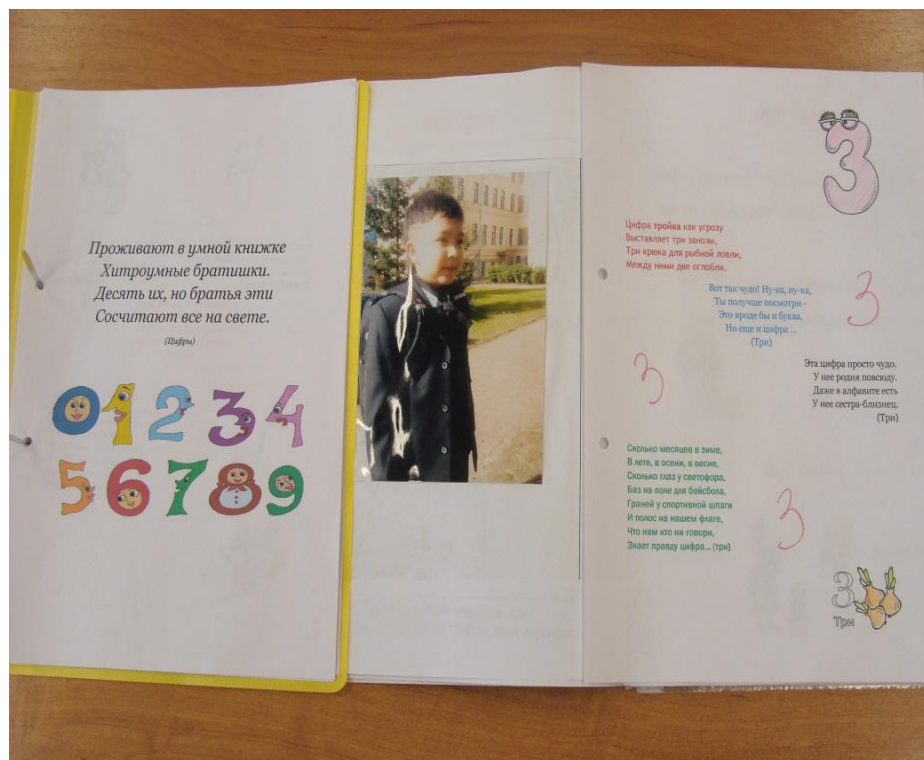 Проживают в умной книжке
Хитроумные братишки.
Десять их, но братья эти
Сосчитают все на свете.
(Цифры)
0 1 2 3 4
5 6 7 8 9
3
Цифра тройка как угрозу
Выставляет три занозы,
Три крюка для рыбной ловли,
Между ними две оглобли.
Вот так чудо! Ну-ка, ну-ка,
Ты получше посмотри -
Это вроде бы и буква,
Но еще и цифра ...
(Три)
3
3
Эта цифра просто чудо.
У нее родня повсюду.
Даже в алфавите есть
У нее сестра-близнец.
(Три)
Сколько месяцев в зиме,
В лете, в осени, в весне,
Сколько глаз у светофора,
Баз на поле для бейсбола,
Граней у спортивной шпаги
И полос на нашем флаге,
Что нам кто ни говори,
Знает правду цифра... (три)
3
3
Три